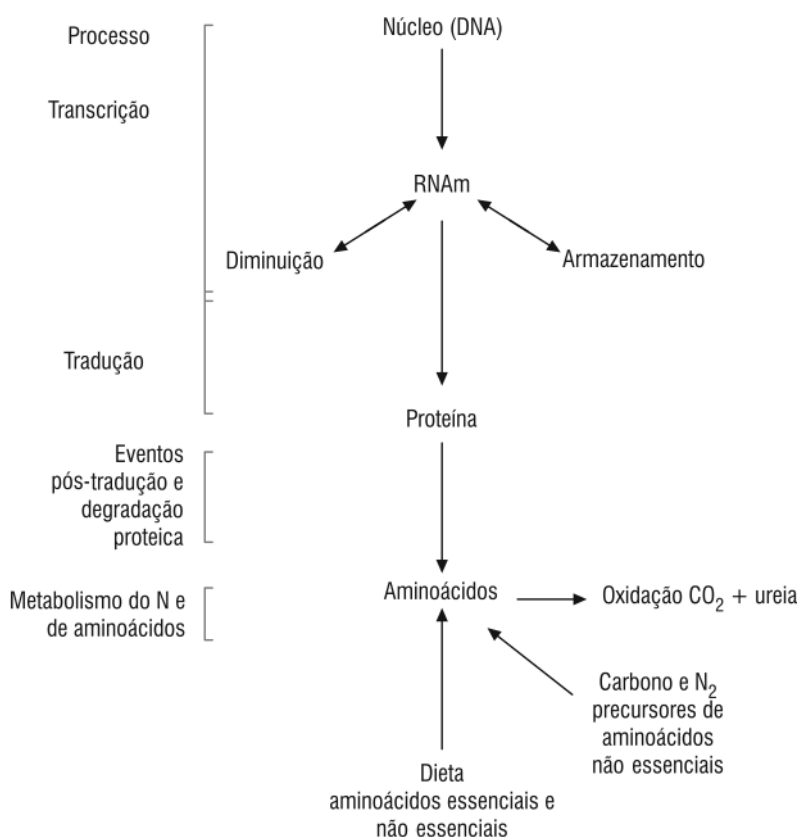 Processo
Núcleo (DNA)
Transcrição
RNAm
Diminuição
Armazenamento
Tradução
Proteína
Eventos
pós-tradução e
degradação
proteica
Metabolismo do N e
de aminoácidos
Aminoácidos
Oxidação CO₂ + ureia
Carbono e N₂
precursores de
aminoácidos
não essenciais
Dieta
aminoácidos essenciais e
não essenciais